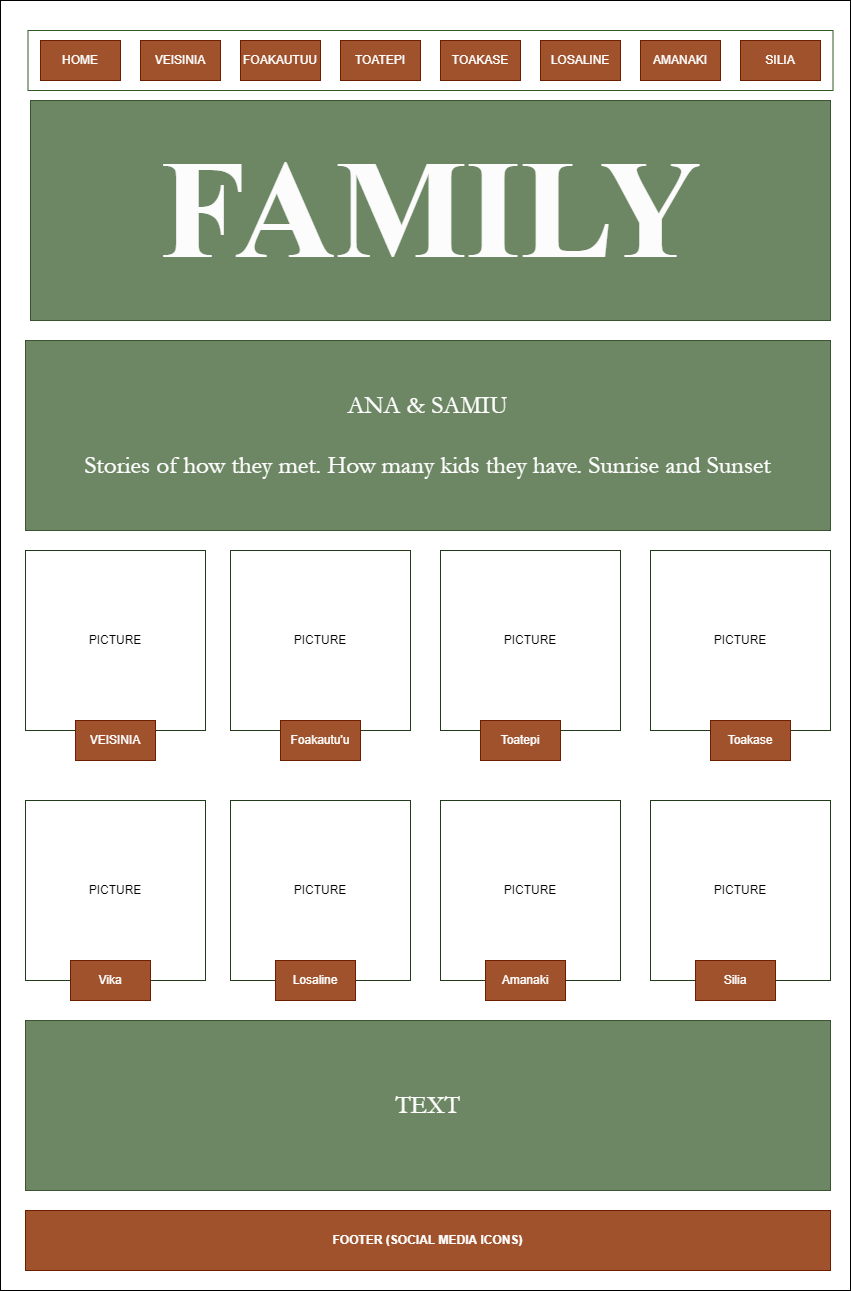 HOME VEISINIA FOAKAUTUU TOATEPI TOAKASE LOSALINE AMANAKI SILIA
FAMILY
ANA & SAMIU
Stories of how they met. How many kids they have. Sunrise and Sunset
PICTURE PICTURE PICTURE PICTURE
VEISINIA Foakautu'u Toatepi Toakase
PICTURE PICTURE PICTURE PICTURE
Vika Losaline Amanaki Silia
TEXT
FOOTER (SOCIAL MEDIA ICONS)